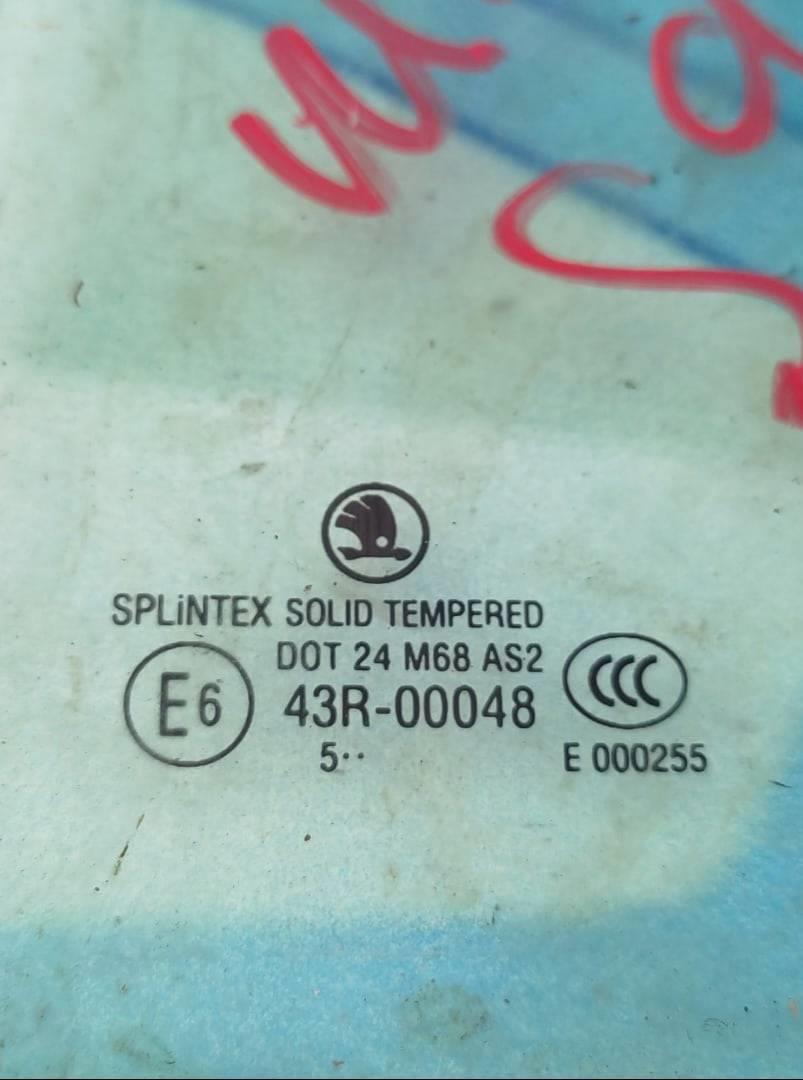 SPLiNTEX SOLID TEMPERED
DOT 24 M68 AS2
E6 43R-00048 CCC
5·· E 000255